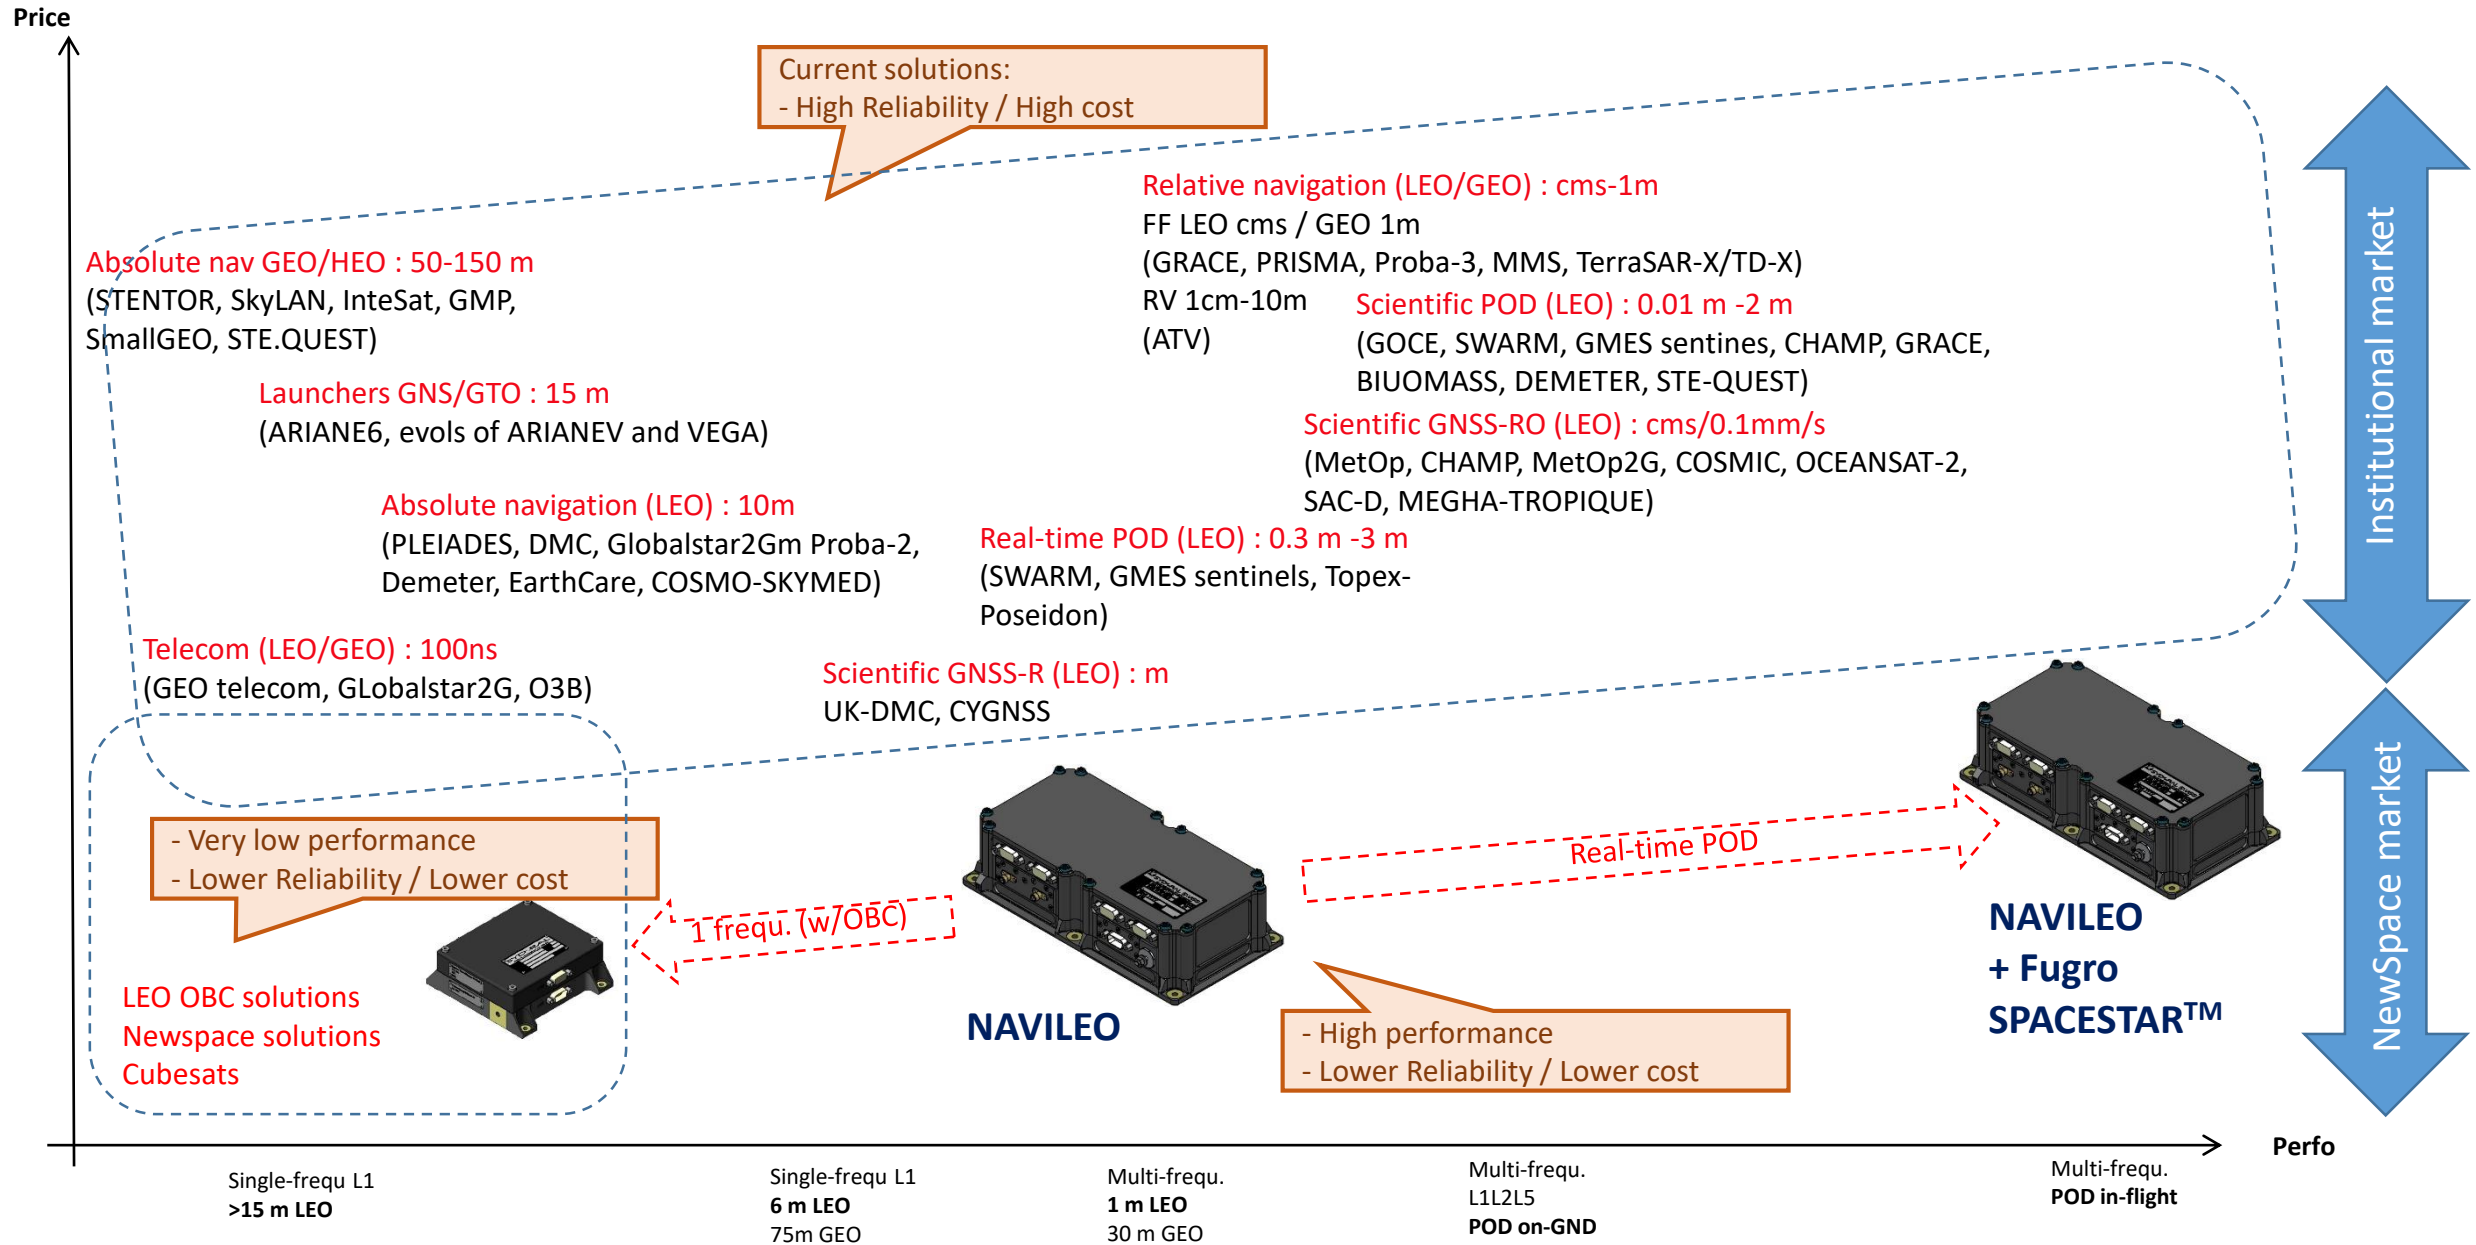 Price
Current solutions:
- High Reliability / High cost
Relative navigation (LEO/GEO) : cms-1m
FF LEO cms / GEO 1m
(GRACE, PRISMA, Proba-3, MMS, TerraSAR-X/TD-X)
RV 1cm-10m
(ATV)
Scientific POD (LEO) : 0.01 m -2 m
(GOCE, SWARM, GMES sentines, CHAMP, GRACE,
BIUOMASS, DEMETER, STE-QUEST)
Absolute nav GEO/HEO : 50-150 m
(STENTOR, SkyLAN, InteSat, GMP,
SmallGEO, STE.QUEST)
Launchers GNS/GTO : 15 m
(ARIANE6, evols of ARIANEV and VEGA)
Scientific GNSS-RO (LEO) : cms/0.1mm/s
(MetOp, CHAMP, MetOp2G, COSMIC, OCEANSAT-2,
SAC-D, MEGHA-TROPIQUE)
Absolute navigation (LEO) : 10m
(PLEIADES, DMC, Globalstar2Gm Proba-2,
Demeter, EarthCare, COSMO-SKYMED)
Real-time POD (LEO) : 0.3 m -3 m
(SWARM, GMES sentinels, Topex-
Poseidon)
Telecom (LEO/GEO) : 100ns
(GEO telecom, GLobalstar2G, O3B)
Scientific GNSS-R (LEO) : m
UK-DMC, CYGNSS
Institutional market
NewSpace market
- Very low performance
- Lower Reliability / Lower cost
LEO OBC solutions
Newspace solutions
Cubesats
1 frequ. (w/OBC)
NAVILEO
Real-time POD
- High performance
- Lower Reliability / Lower cost
NAVILEO
+ Fugro
SPACESTAR™
Perfo
Single-frequ L1
>15 m LEO
Single-frequ L1
6 m LEO
75m GEO
Multi-frequ.
1 m LEO
30 m GEO
Multi-frequ.
L1L2L5
POD on-GND
Multi-frequ.
POD in-flight